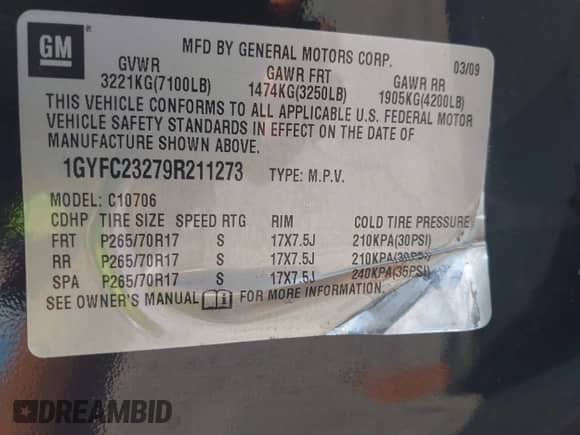 GM
MFD BY GENERAL MOTORS CORP. 03/09
GVWR GAWR FRT GAWR RR
3221KG(7100LB) 1474KG(3250LB) 1905KG(4200LB)
THIS VEHICLE CONFORMS TO ALL APPLICABLE U.S. FEDERAL MOTOR
VEHICLE SAFETY STANDARDS IN EFFECT ON THE DATE OF
MANUFACTURE SHOWN ABOVE.
1GYFC23279R211273 TYPE: M.P.V.
MODEL: C10706
CDHP TIRE SIZE SPEED RTG RIM COLD TIRE PRESSURE
FRT P265/70R17 S 17X7.5J 210KPA(30PSI)
RR P265/70R17 S 17X7.5J 210KPA(30PSI)
SPA P265/70R17 S 17X7.5J 240KPA(35PSI)
SEE OWNER'S MANUAL FOR MORE INFORMATION.
DREAMBID